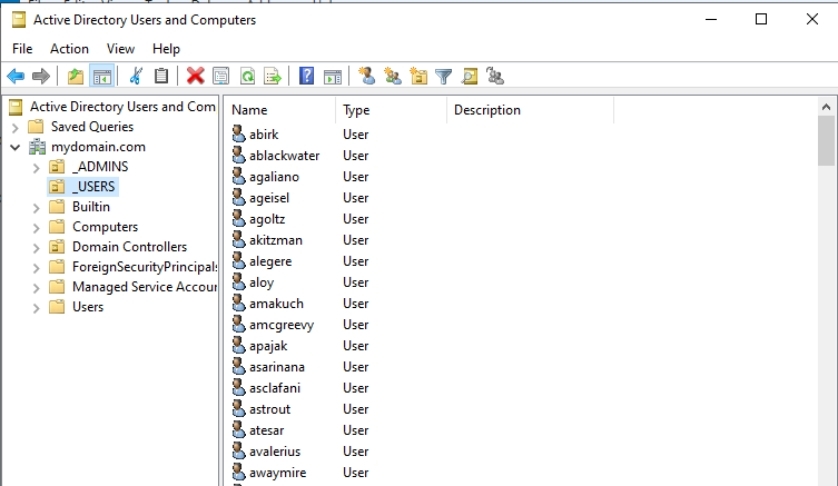 Active Directory Users and Computers
File Action View Help
Active Directory Users and Com
Saved Queries
mydomain.com
_ADMINS
_USERS
Builtin
Computers
Domain Controllers
ForeignSecurityPrincipals
Managed Service Accour
Users
Name Type Description
abirk User
ablackwater User
agaliano User
ageisel User
agoltz User
akitzman User
alegere User
aloy User
amakuch User
amcgreevy User
apajak User
asarinana User
asclafani User
astrout User
atesar User
avalerius User
awaymire User